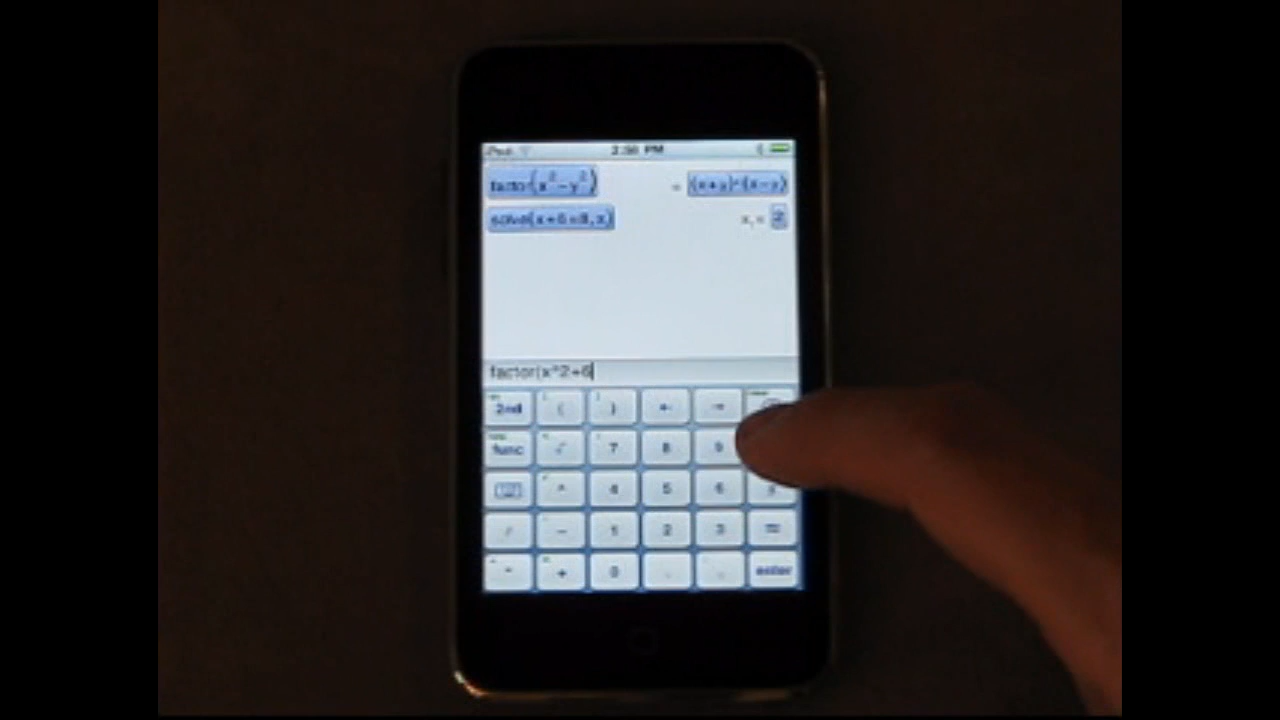 iPod 2:58 PM
factor(x²-y²) = (x+y)*(x-y)
solve(x+6=8,x) x₁= 2
factor(x^2+6
2nd ( )
func 7 8 9
^ 4 5 6 y
/ - 1 2 3 =
+ 0 enter